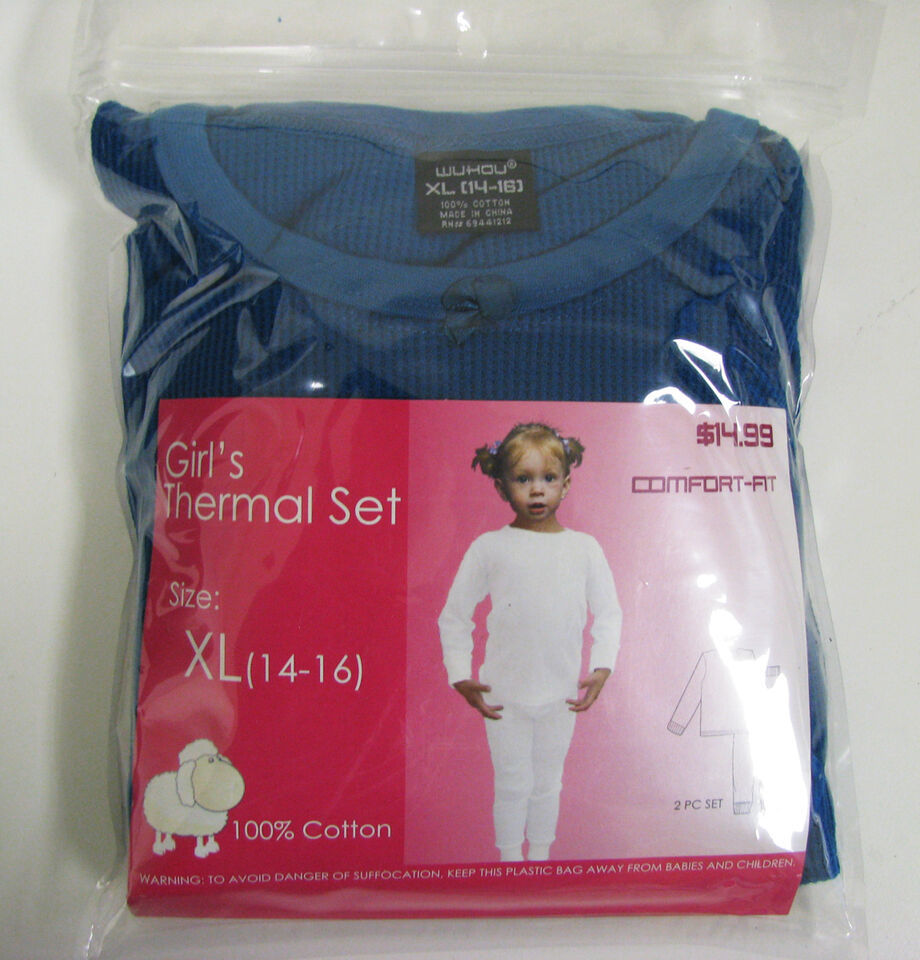 WUHOU®
XL (14-16)
100% COTTON
MADE IN CHINA
RN# 69441212
Girl's
Thermal Set
$14.99
COMFORT-FIT
Size:
XL(14-16)
2 PC SET
100% Cotton
WARNING: TO AVOID DANGER OF SUFFOCATION, KEEP THIS PLASTIC BAG AWAY FROM BABIES AND CHILDREN.